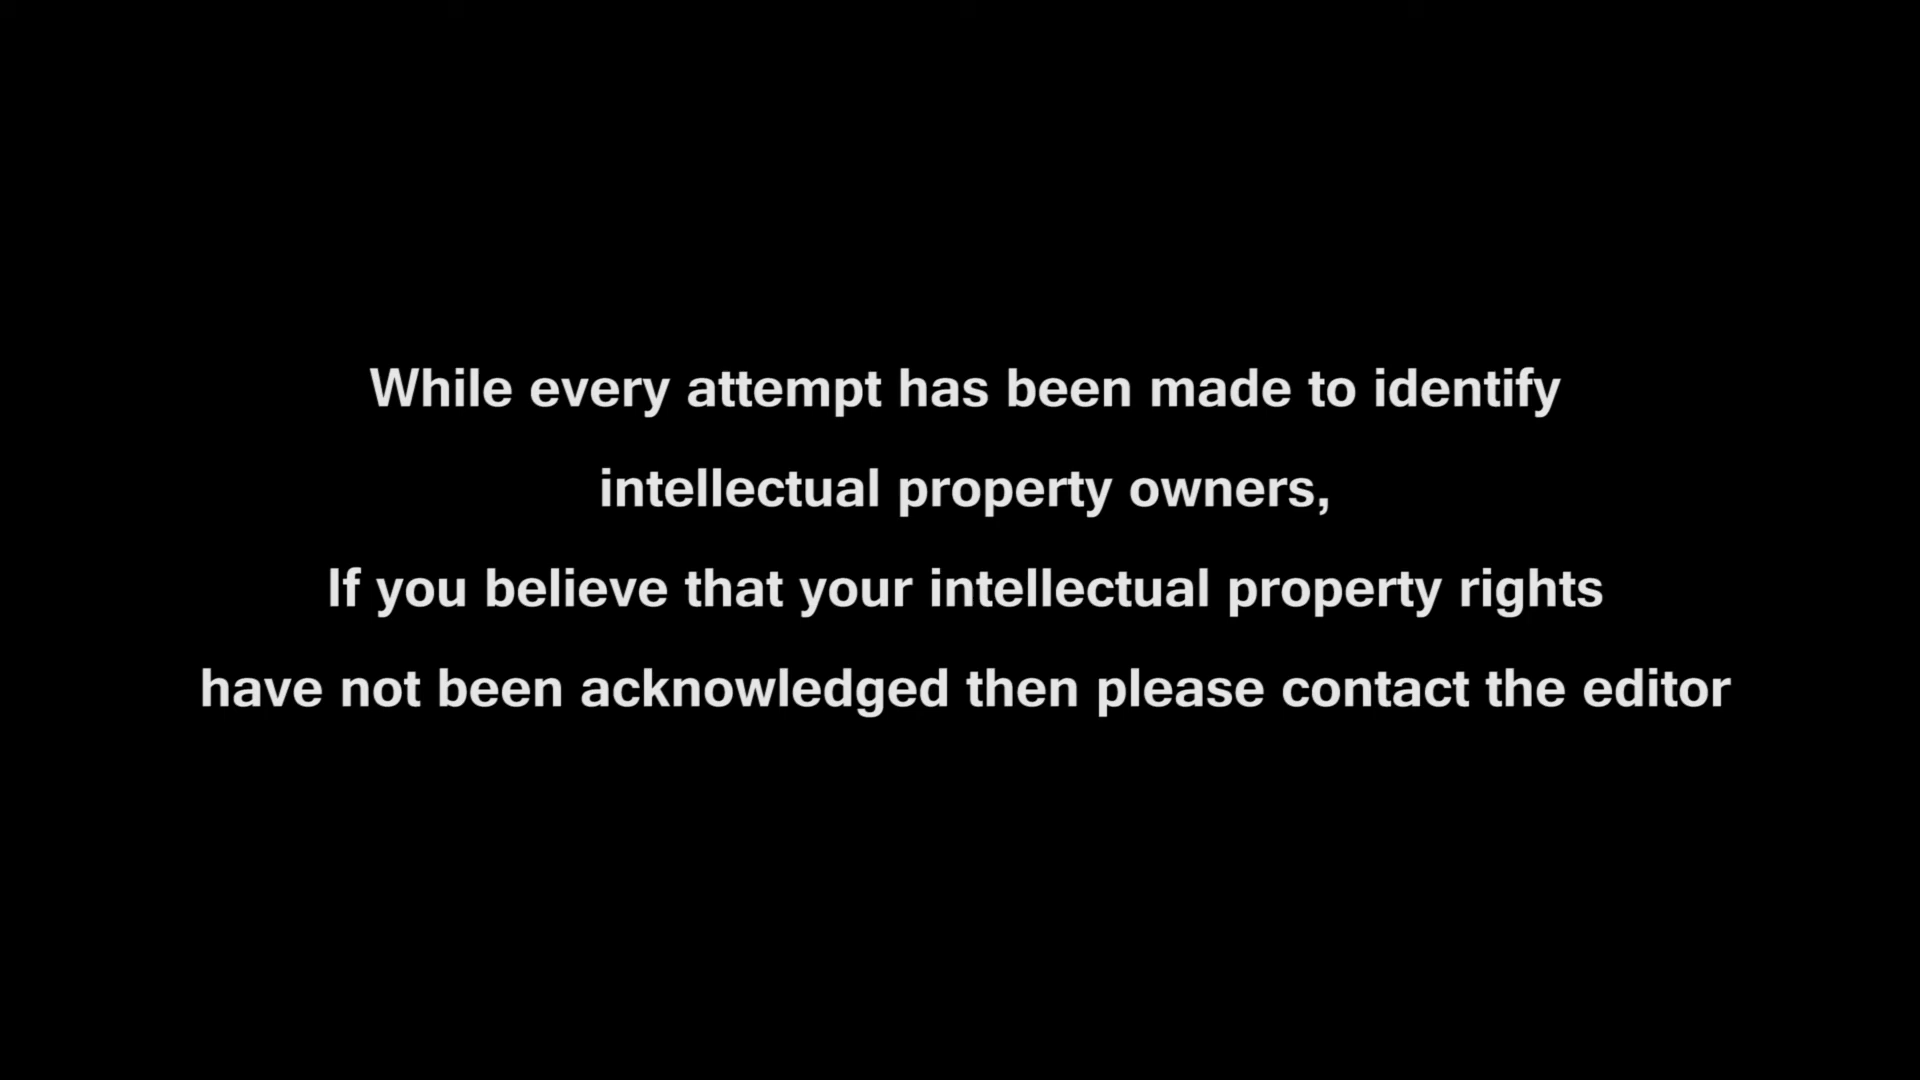 While every attempt has been made to identify
intellectual property owners,
If you believe that your intellectual property rights
have not been acknowledged then please contact the editor